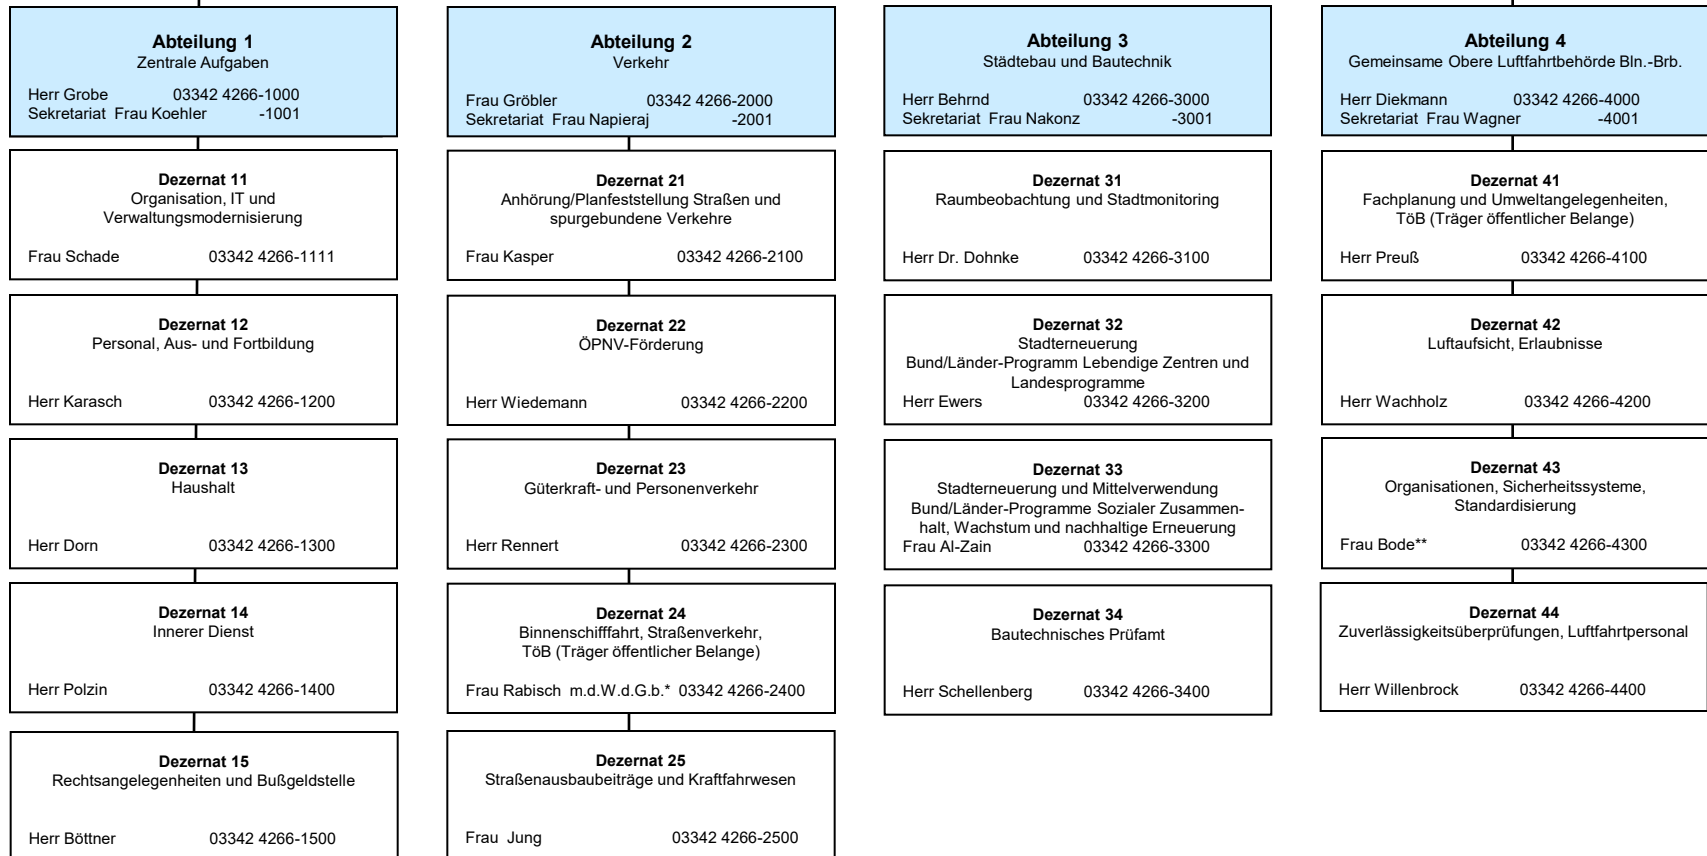 Abteilung 1
Zentrale Aufgaben
Herr Grobe 03342 4266-1000
Sekretariat Frau Koehler -1001
Dezernat 11
Organisation, IT und
Verwaltungsmodernisierung
Frau Schade 03342 4266-1111
Dezernat 12
Personal, Aus- und Fortbildung
Herr Karasch 03342 4266-1200
Dezernat 13
Haushalt
Herr Dorn 03342 4266-1300
Dezernat 14
Innerer Dienst
Herr Polzin 03342 4266-1400
Dezernat 15
Rechtsangelegenheiten und Bußgeldstelle
Herr Böttner 03342 4266-1500
Abteilung 2
Verkehr
Frau Gröbler 03342 4266-2000
Sekretariat Frau Napieraj -2001
Dezernat 21
Anhörung/Planfeststellung Straßen und
spurgebundene Verkehre
Frau Kasper 03342 4266-2100
Dezernat 22
ÖPNV-Förderung
Herr Wiedemann 03342 4266-2200
Dezernat 23
Güterkraft- und Personenverkehr
Herr Rennert 03342 4266-2300
Dezernat 24
Binnenschifffahrt, Straßenverkehr,
TöB (Träger öffentlicher Belange)
Frau Rabisch m.d.W.d.G.b.* 03342 4266-2400
Dezernat 25
Straßenausbaubeiträge und Kraftfahrwesen
Frau Jung 03342 4266-2500
Abteilung 3
Städtebau und Bautechnik
Herr Behrnd 03342 4266-3000
Sekretariat Frau Nakonz -3001
Dezernat 31
Raumbeobachtung und Stadtmonitoring
Herr Dr. Dohnke 03342 4266-3100
Dezernat 32
Stadterneuerung
Bund/Länder-Programm Lebendige Zentren und
Landesprogramme
Herr Ewers 03342 4266-3200
Dezernat 33
Stadterneuerung und Mittelverwendung
Bund/Länder-Programme Sozialer Zusammen-
halt, Wachstum und nachhaltige Erneuerung
Frau Al-Zain 03342 4266-3300
Dezernat 34
Bautechnisches Prüfamt
Herr Schellenberg 03342 4266-3400
Abteilung 4
Gemeinsame Obere Luftfahrtbehörde Bln.-Brb.
Herr Diekmann 03342 4266-4000
Sekretariat Frau Wagner -4001
Dezernat 41
Fachplanung und Umweltangelegenheiten,
TöB (Träger öffentlicher Belange)
Herr Preuß 03342 4266-4100
Dezernat 42
Luftaufsicht, Erlaubnisse
Herr Wachholz 03342 4266-4200
Dezernat 43
Organisationen, Sicherheitssysteme,
Standardisierung
Frau Bode** 03342 4266-4300
Dezernat 44
Zuverlässigkeitsüberprüfungen, Luftfahrtpersonal
Herr Willenbrock 03342 4266-4400